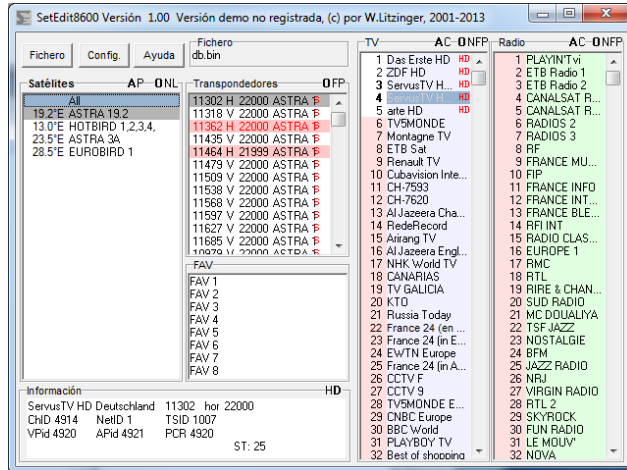 SetEdit8600 Versión 1.00 Versión demo no registrada, (c) por W.Litzinger, 2001-2013
Fichero Config. Ayuda
Fichero
db.bin
Satélites AP ONL
All
19.2°E ASTRA 19.2
13.0°E HOTBIRD 1,2,3,4,
23.5°E ASTRA 3A
28.5°E EUROBIRD 1
Transpondedores OFP
11302 H 22000 ASTRA 1
11318 V 22000 ASTRA 1
11362 H 22000 ASTRA 1
11435 V 22000 ASTRA 1
11464 H 21999 ASTRA 1
11479 V 22000 ASTRA 1
11509 V 22000 ASTRA 1
11538 V 22000 ASTRA 1
11568 V 22000 ASTRA 1
11597 V 22000 ASTRA 1
11627 V 22000 ASTRA 1
11685 V 22000 ASTRA 1
FAV
FAV 1
FAV 2
FAV 3
FAV 4
FAV 5
FAV 6
FAV 7
FAV 8
Información HD
ServusTV HD Deutschland 11302 hor 22000
ChID 4914 NetID 1 TSID 1007
VPid 4920 APid 4921 PCR 4920
ST: 25
TV AC-ONFP
1 Das Erste HD HD
2 ZDF HD HD
3 ServusTV H... HD
4 ServusTV H... HD
5 arte HD HD
6 TV5MONDE
7 Montagne TV
8 ETB Sat
9 Renault TV
10 Cubavision Inte...
11 CH-7593
12 CH-7620
13 Al Jazeera Cha...
14 RedeRecord
15 Arirang TV
16 Al Jazeera Engl...
17 NHK World TV
18 CANARIAS
19 TV GALICIA
20 KTO
21 Russia Today
22 France 24 (en ...
23 France 24 (in E...
24 EWTN Europe
25 France 24 (in A...
26 CCTV F
27 CCTV 9
28 TV5MONDE E...
29 CNBC Europe
30 BBC World
31 PLAYBOY TV
32 Best of shopping
Radio AC-ONFP
1 PLAYIN'Tvi
2 ETB Radio 1
3 ETB Radio 2
4 CANALSAT R...
5 CANALSAT R...
6 RADIOS 2
7 RADIOS 3
8 RF
9 FRANCE MU...
10 FIP
11 FRANCE INFO
12 FRANCE INT...
13 FRANCE BLE...
14 RFI INT
15 RADIO CLAS...
16 EUROPE 1
17 RMC
18 RTL
19 RIRE & CHAN...
20 SUD RADIO
21 MC DOUALIYA
22 TSF JAZZ
23 NOSTALGIE
24 BFM
25 JAZZ RADIO
26 NRJ
27 VIRGIN RADIO
28 RTL 2
29 SKYROCK
30 FUN RADIO
31 LE MOUV'
32 NOVA